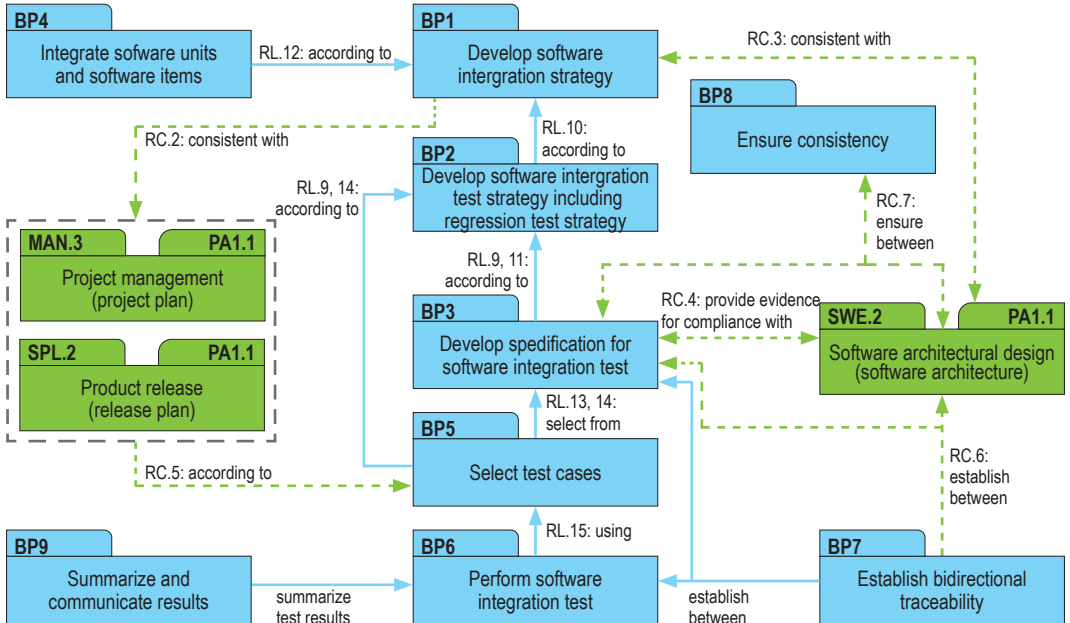 BP4
Integrate sofware units
and software items
RL.12: according to
BP1
Develop software
intergration strategy
RC.3: consistent with
BP8
Ensure consistency
RC.2: consistent with
RL.10:
according to
BP2
Develop software intergration
test strategy including
regression test strategy
RL.9, 14:
according to
RC.7:
ensure
between
MAN.3
PA1.1
Project management
(project plan)
RL.9, 11:
according to
RC.4: provide evidence
for compliance with
BP3
Develop spedification for
software integration test
SWE.2
PA1.1
Software architectural design
(software architecture)
SPL.2
PA1.1
Product release
(release plan)
RL.13, 14:
select from
RC.5: according to
BP5
Select test cases
RC.6:
establish
between
RL.15: using
BP9
Summarize and
communicate results
summarize
test results
BP6
Perform software
integration test
establish
between
BP7
Establish bidirectional
traceability